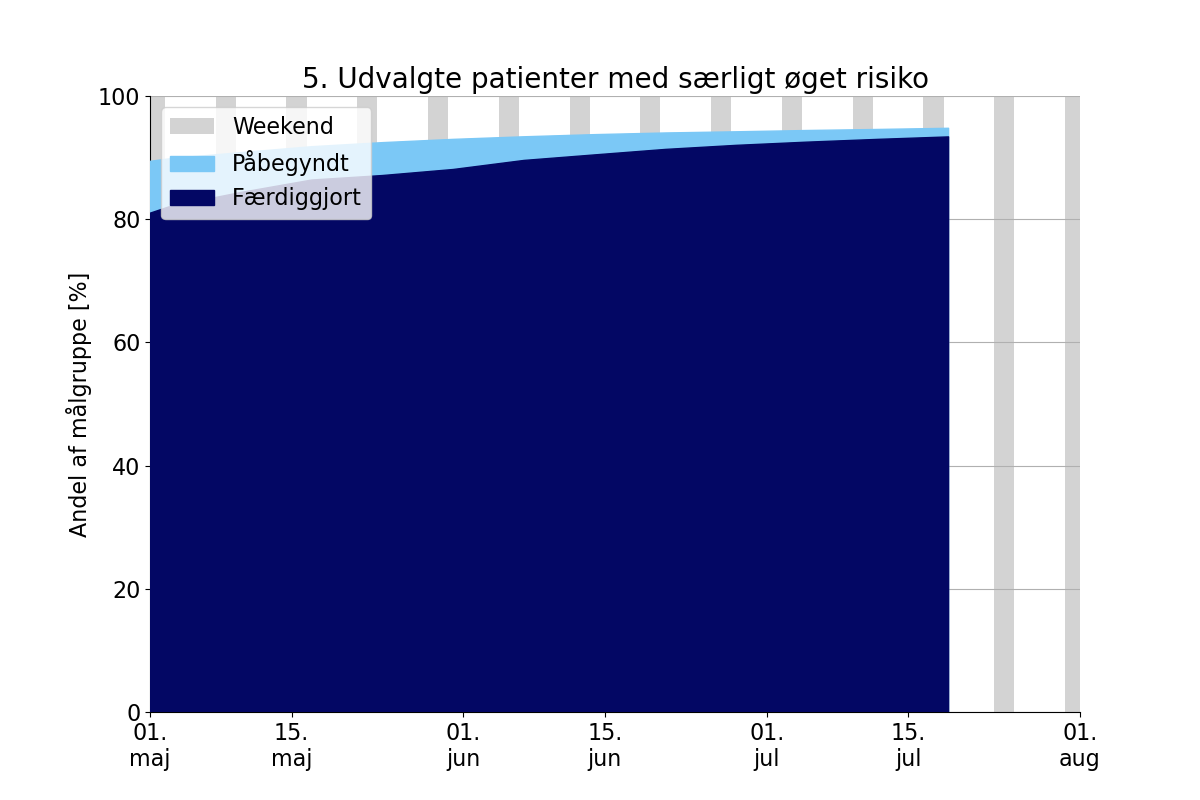 5. Udvalgte patienter med særligt øget risiko
Weekend
Påbegyndt
Færdiggjort
Andel af målgruppe [%]
100
80
60
40
20
0
01. maj
15. maj
01. jun
15. jun
01. jul
15. jul
01. aug